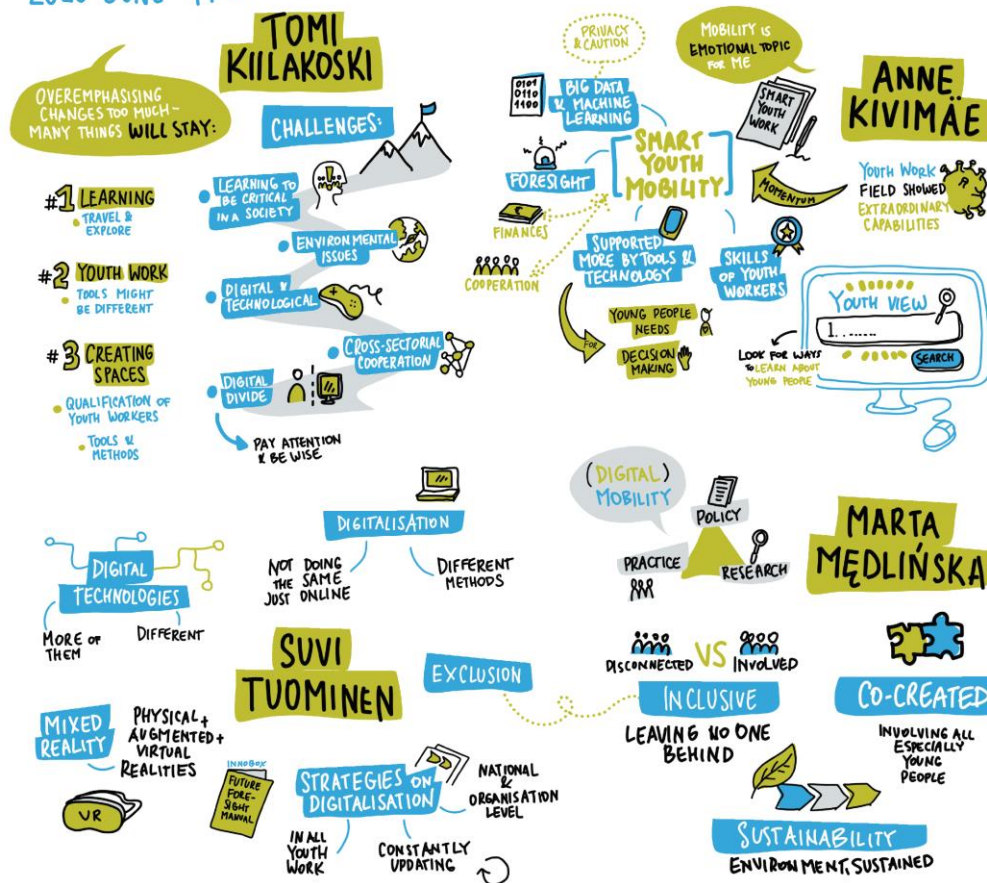 TOMI
KIILAKOSKI
OVEREMPHASISING
CHANGES TOO MUCH-
MANY THINGS WILL STAY:
CHALLENGES:
#1 LEARNING
TRAVEL &
EXPLORE
#2 YOUTH WORK
TOOLS MIGHT
BE DIFFERENT
#3 CREATING
SPACES
QUALIFICATION OF
YOUTH WORKERS
TOOLS &
METHODS
LEARNING TO
BE CRITICAL
IN A SOCIETY
ENVIRONMENTAL
ISSUES
DIGITAL &
TECHNOLOGICAL
CROSS-SECTORIAL
COOPERATION
DIGITAL
DIVIDE
PAY ATTENTION
& BE WISE
PRIVACY
& CAUTION
0101
0110
1100
BIG DATA
& MACHINE
LEARNING
FORESIGHT
FINANCES
COOPERATION
SMART
YOUTH
MOBILITY
SUPPORTED
MORE BY TOOLS &
TECHNOLOGY
SKILLS
OF YOUTH
WORKERS
FOR
YOUNG PEOPLE
NEEDS
DECISION
MAKING
MOBILITY IS
EMOTIONAL TOPIC
FOR ME
SMART
YOUTH
WORK
MOMENTUM
ANNE
KIVIMÄE
YOUTH WORK
FIELD SHOWED
EXTRAORDINARY
CAPABILITIES
YOUTH VIEW
SEARCH
LOOK FOR WAYS
TO LEARN ABOUT
YOUNG PEOPLE
DIGITALISATION
NOT DOING
THE SAME
JUST ONLINE
DIFFERENT
METHODS
DIGITAL
TECHNOLOGIES
MORE OF
THEM
DIFFERENT
SUVI
TUOMINEN
EXCLUSION
MIXED
REALITY
PHYSICAL +
AUGMENTED +
VIRTUAL
REALITIES
VR
INNOBOX
FUTURE
FORE-
SIGHT
MANUAL
STRATEGIES ON
DIGITALISATION
NATIONAL
&
ORGANISATION
LEVEL
IN ALL
YOUTH
WORK
CONSTANTLY
UPDATING
(DIGITAL)
MOBILITY
POLICY
PRACTICE
RESEARCH
MARTA
MĘDLIŃSKA
DISCONNECTED VS INVOLVED
INCLUSIVE
LEAVING NO ONE
BEHIND
CO-CREATED
INVOLVING ALL
ESPECIALLY
YOUNG
PEOPLE
SUSTAINABILITY
ENVIRONMENT, SUSTAINED